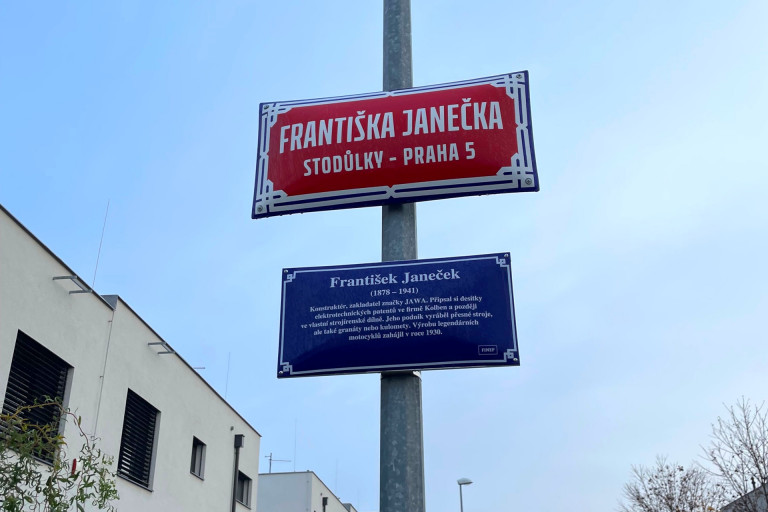 FRANTIŠKA JANEČKA
STODŮLKY - PRAHA 5
František Janeček
(1878 – 1941)
Konstruktér, zakladatel značky JAWA. Připsal si desítky
elektrotechnických patentů ve firmě Kolben a později
ve vlastní strojírenské dílně. Jeho podnik vyráběl přesné stroje,
ale také granáty nebo kulomety. Výrobu legendárních
motocyklů zahájil v roce 1930.